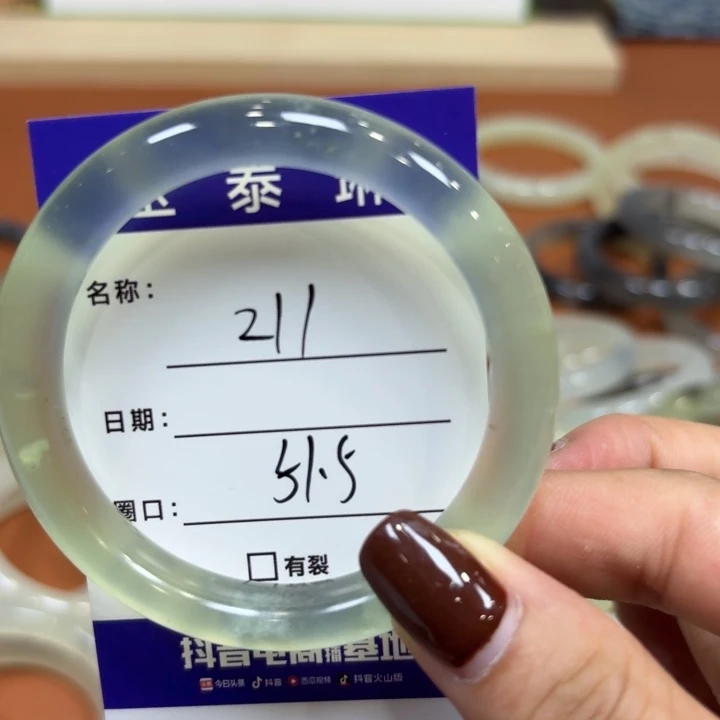 泰
名称: 211
日期:
圈口: 51.5
□ 有裂
抖音电商直播基地
今日头条 抖音 西瓜视频 抖音火山版